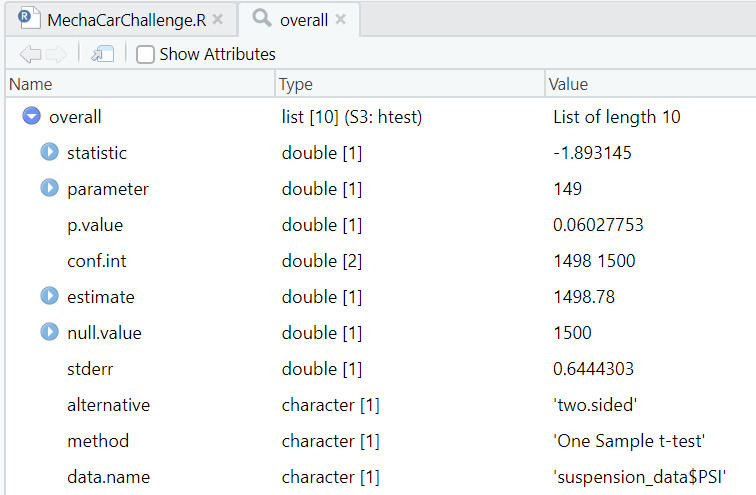 MechaCarChallenge.R overall
Show Attributes
Name Type Value
overall list [10] (S3: htest) List of length 10
statistic double [1] -1.893145
parameter double [1] 149
p.value double [1] 0.06027753
conf.int double [2] 1498 1500
estimate double [1] 1498.78
null.value double [1] 1500
stderr double [1] 0.6444303
alternative character [1] 'two.sided'
method character [1] 'One Sample t-test'
data.name character [1] 'suspension_data$PSI'